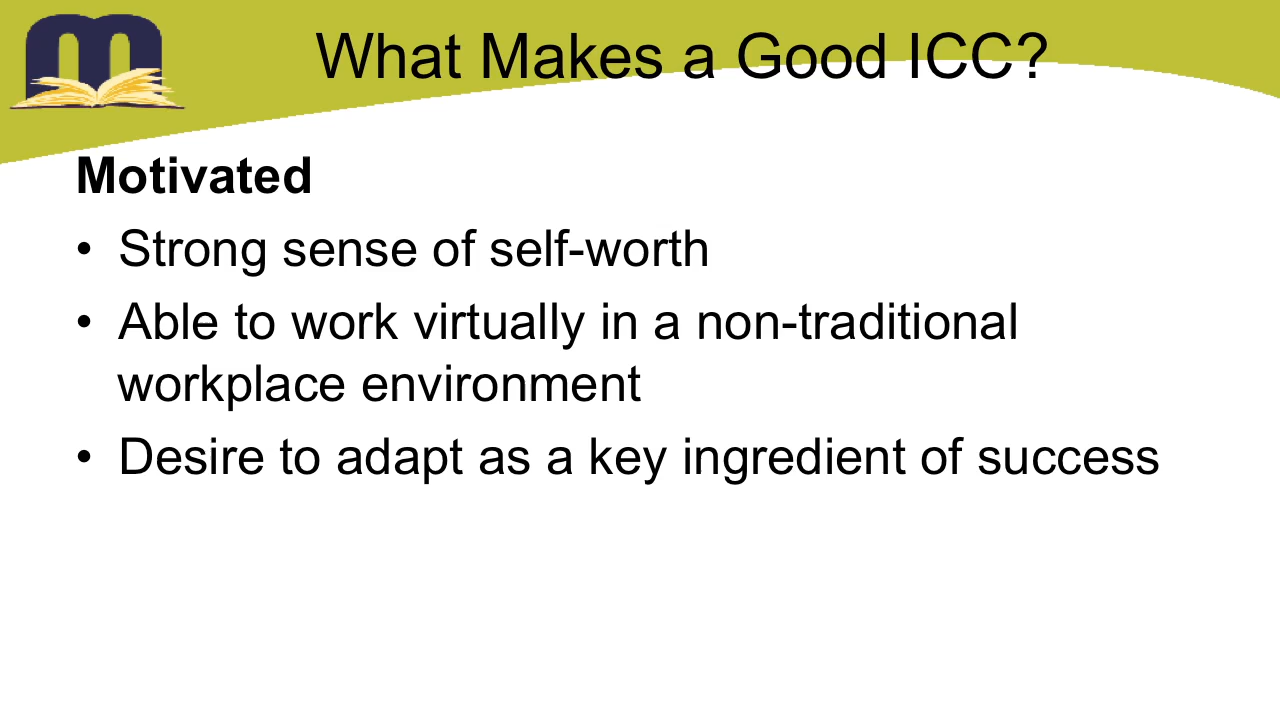 What Makes a Good ICC?
Motivated
• Strong sense of self-worth
• Able to work virtually in a non-traditional
workplace environment
• Desire to adapt as a key ingredient of success